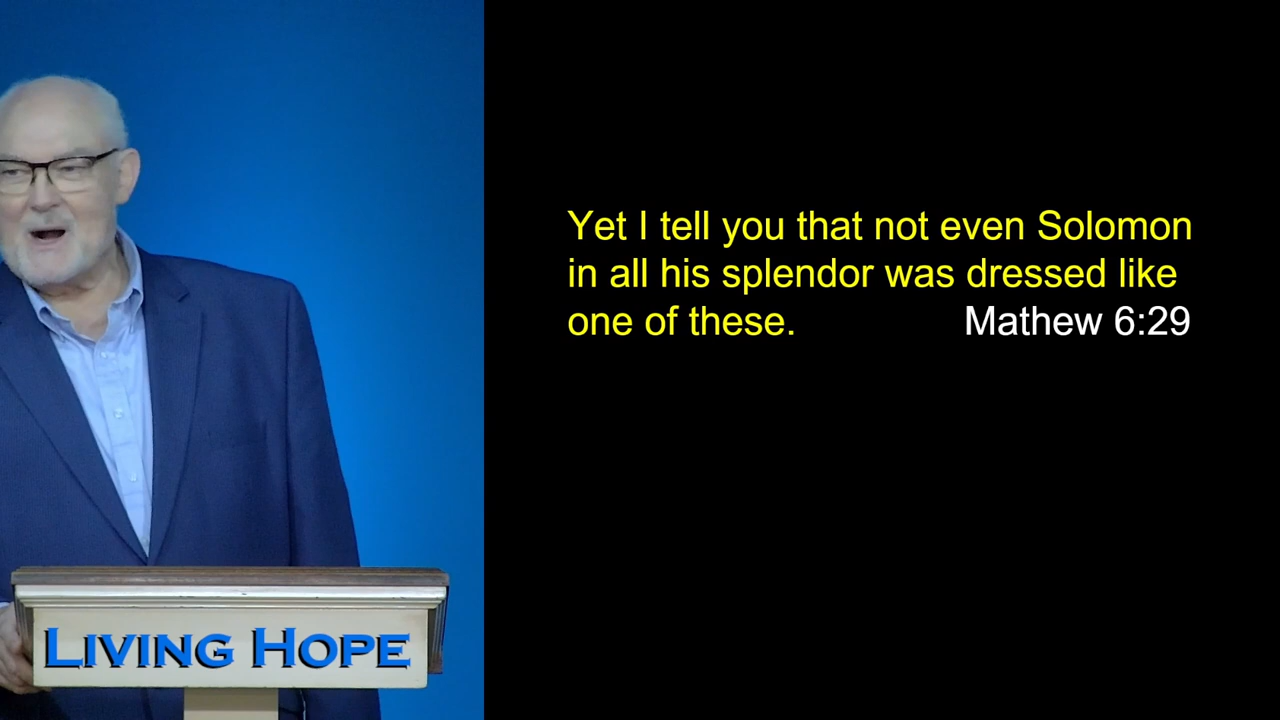 Yet I tell you that not even Solomon
in all his splendor was dressed like
one of these. Mathew 6:29
LIVING HOPE